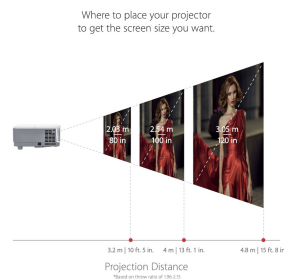 Where to place your projector
to get the screen size you want.
2.03 m
80 in
2.54 m
100 in
3.05 m
120 in
3.2 m | 10 ft. 5 in.
4 m | 13 ft. 1 in.
4.8 m | 15 ft. 8 in
Projection Distance